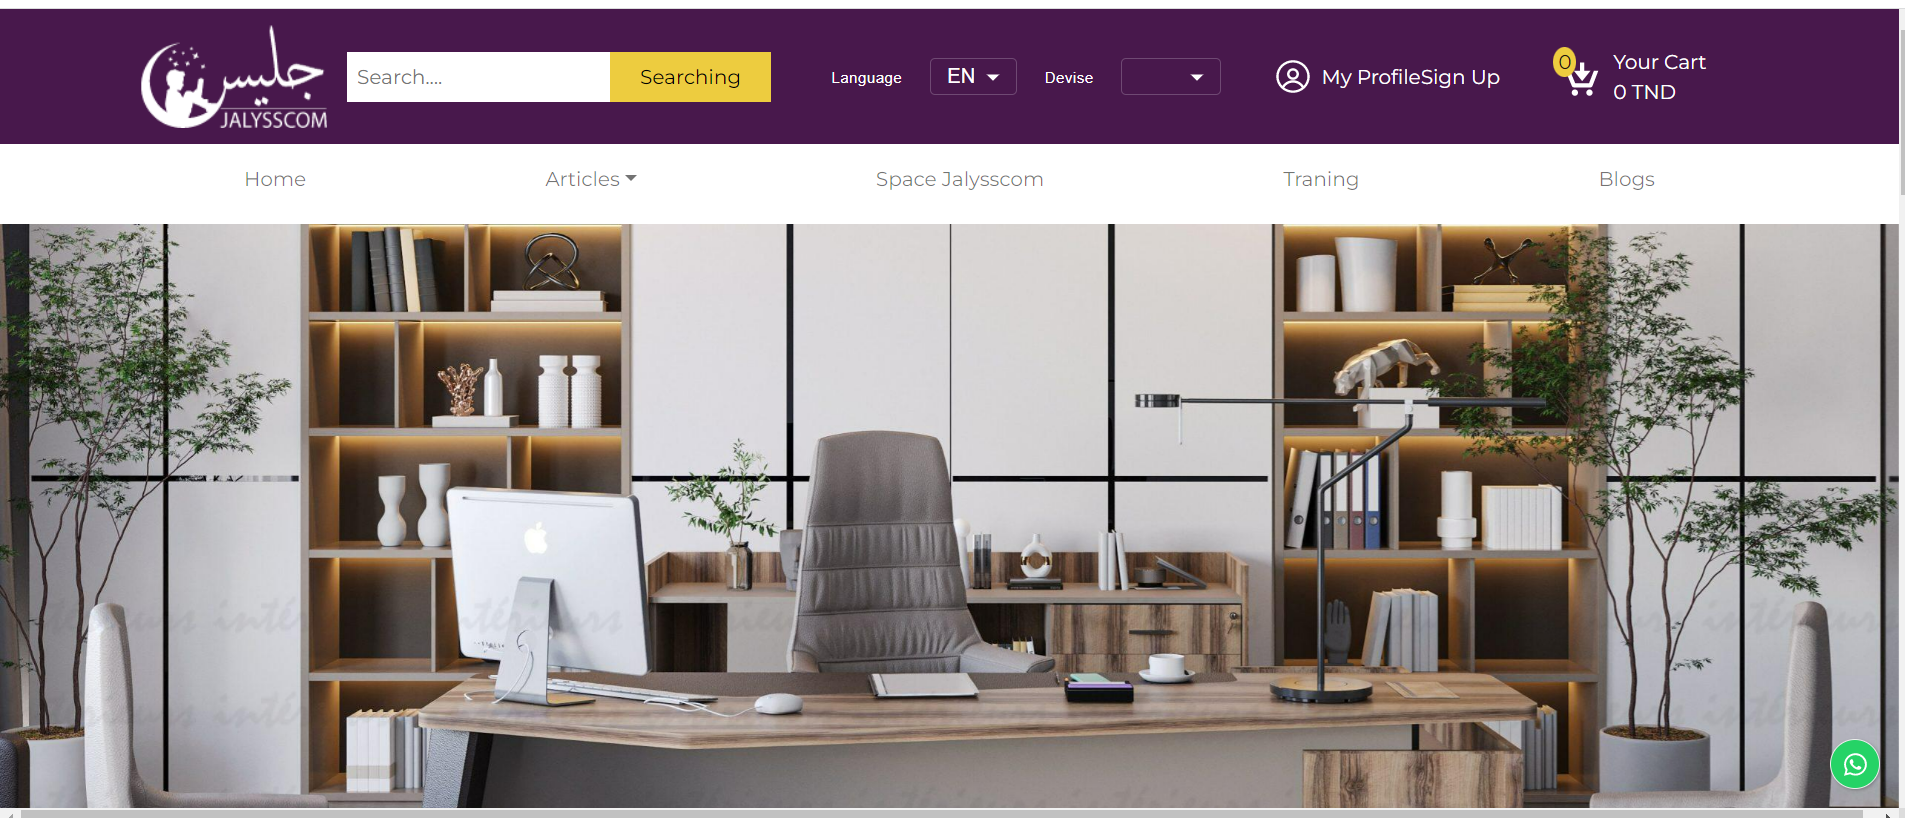 جليس
JALYSSCOM
Search....
Searching
Language
EN
Devise
My ProfileSign Up
0
Your Cart
0 TND
Home
Articles
Space Jalysscom
Traning
Blogs
intérieurs